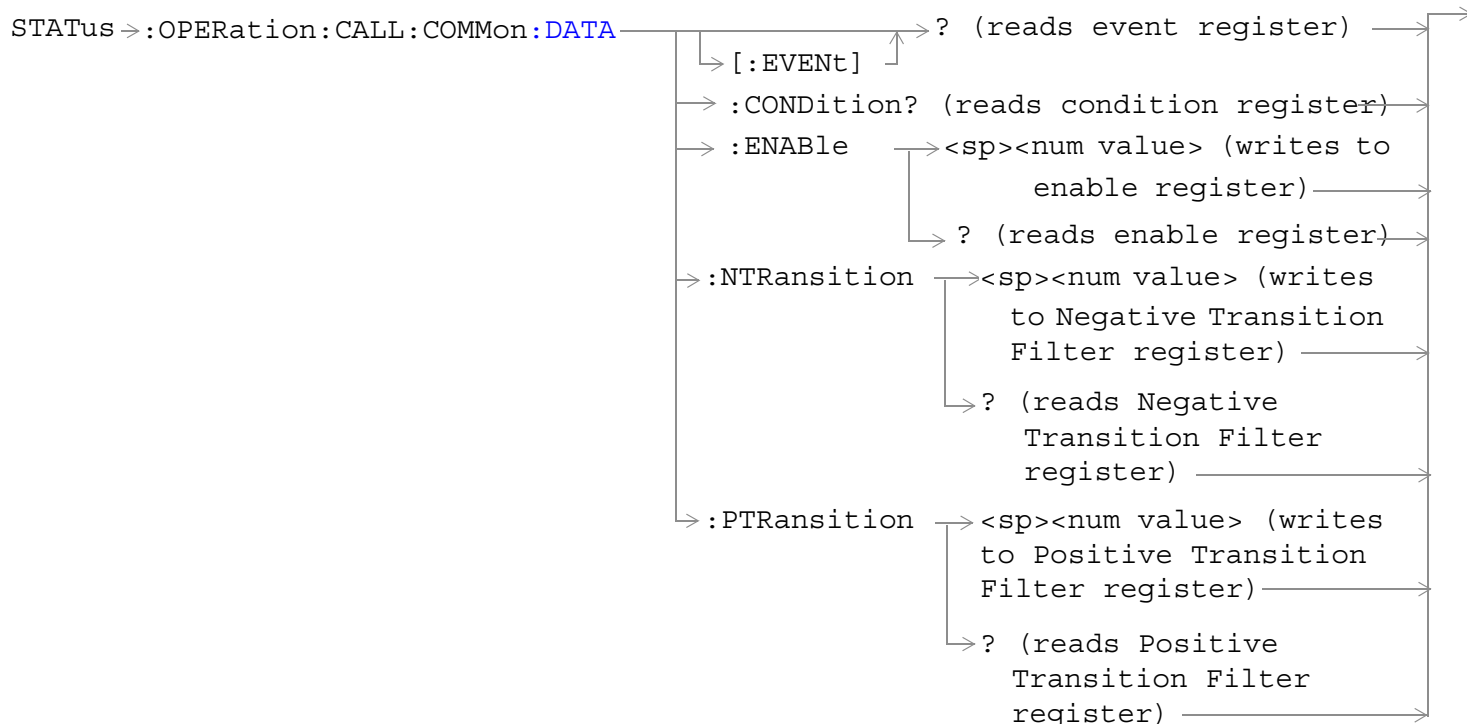 STATus :OPERation:CALL:COMMon:DATA ? (reads event register)
[:EVENt]
:CONDition? (reads condition register)
:ENABle <sp><num value> (writes to
enable register)
? (reads enable register)
:NTRansition <sp><num value> (writes
to Negative Transition
Filter register)
? (reads Negative
Transition Filter
register)
:PTRansition <sp><num value> (writes
to Positive Transition
Filter register)
? (reads Positive
Transition Filter
register)